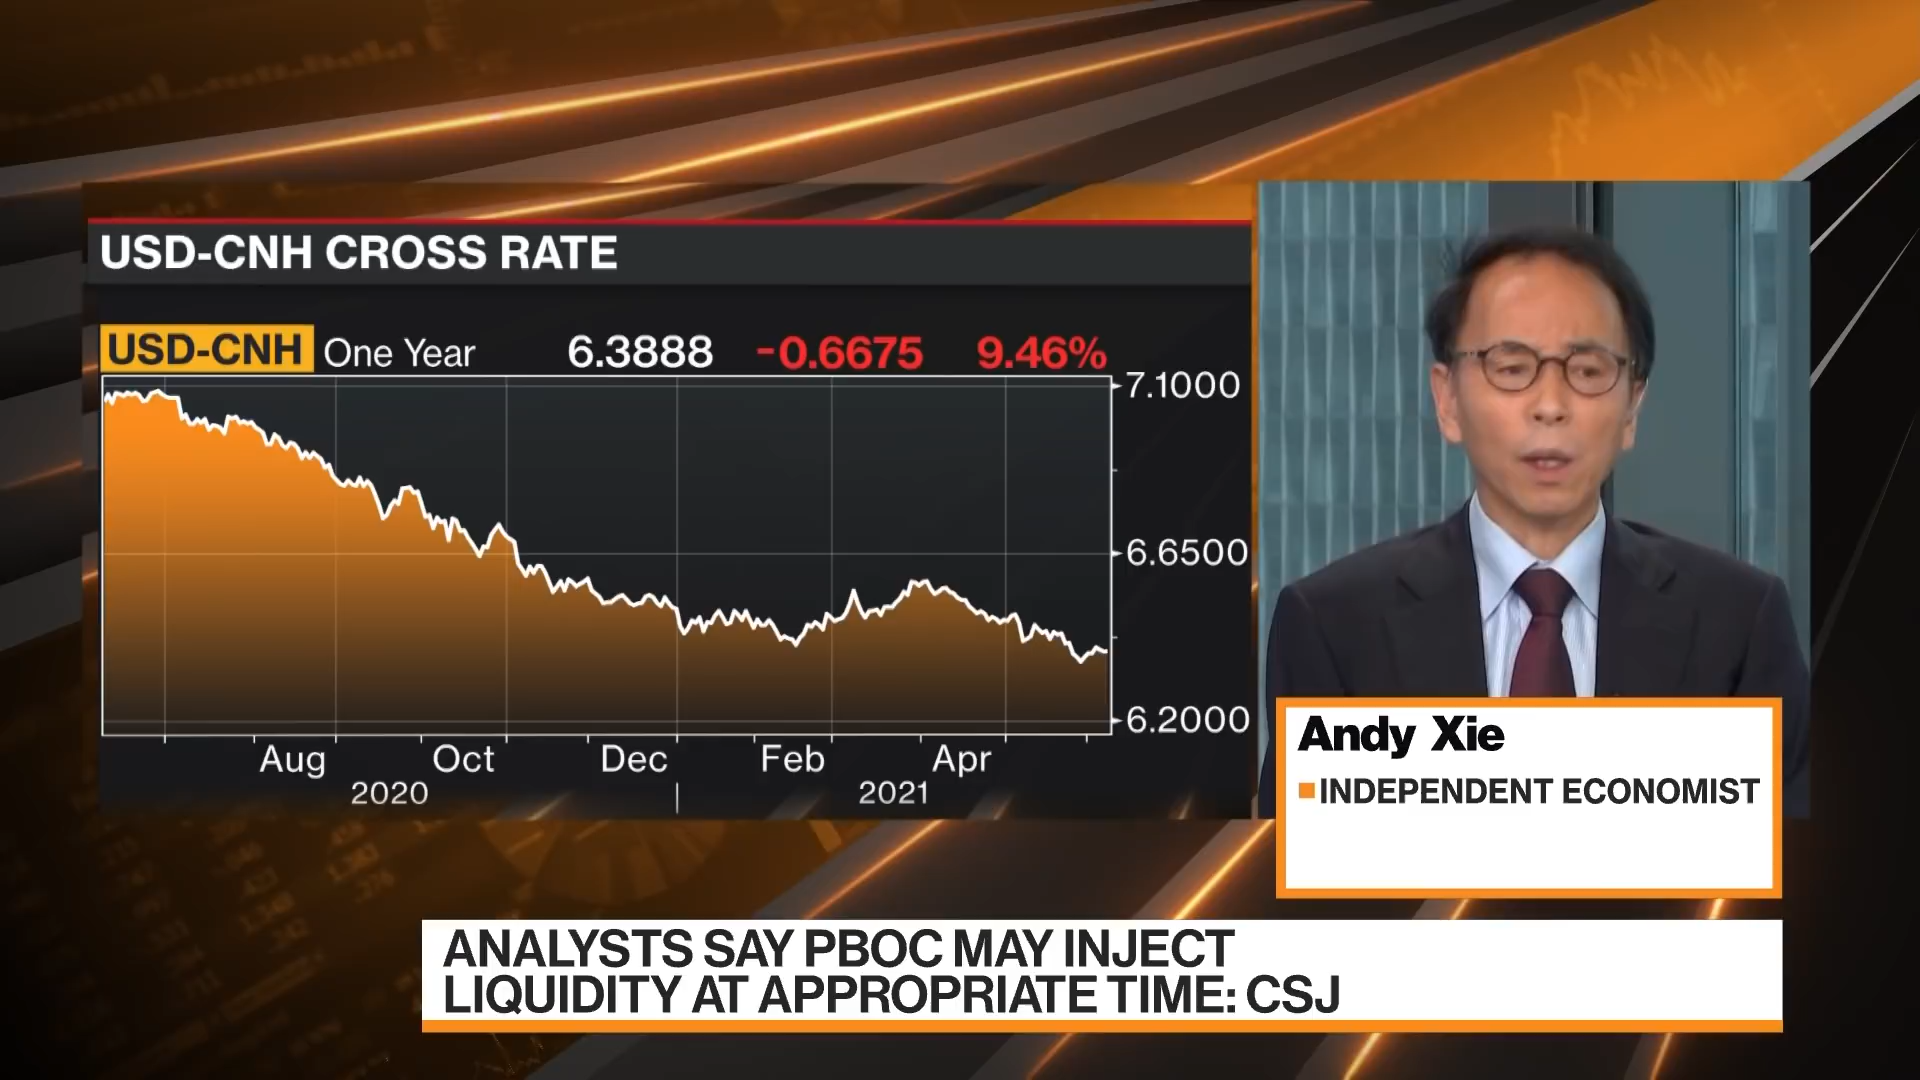 USD-CNH CROSS RATE
USD-CNH One Year 6.3888 -0.6675 9.46%
7.1000
6.6500
6.2000
Aug Oct Dec Feb Apr
2020 2021
Andy Xie
INDEPENDENT ECONOMIST
ANALYSTS SAY PBOC MAY INJECT
LIQUIDITY AT APPROPRIATE TIME: CSJ